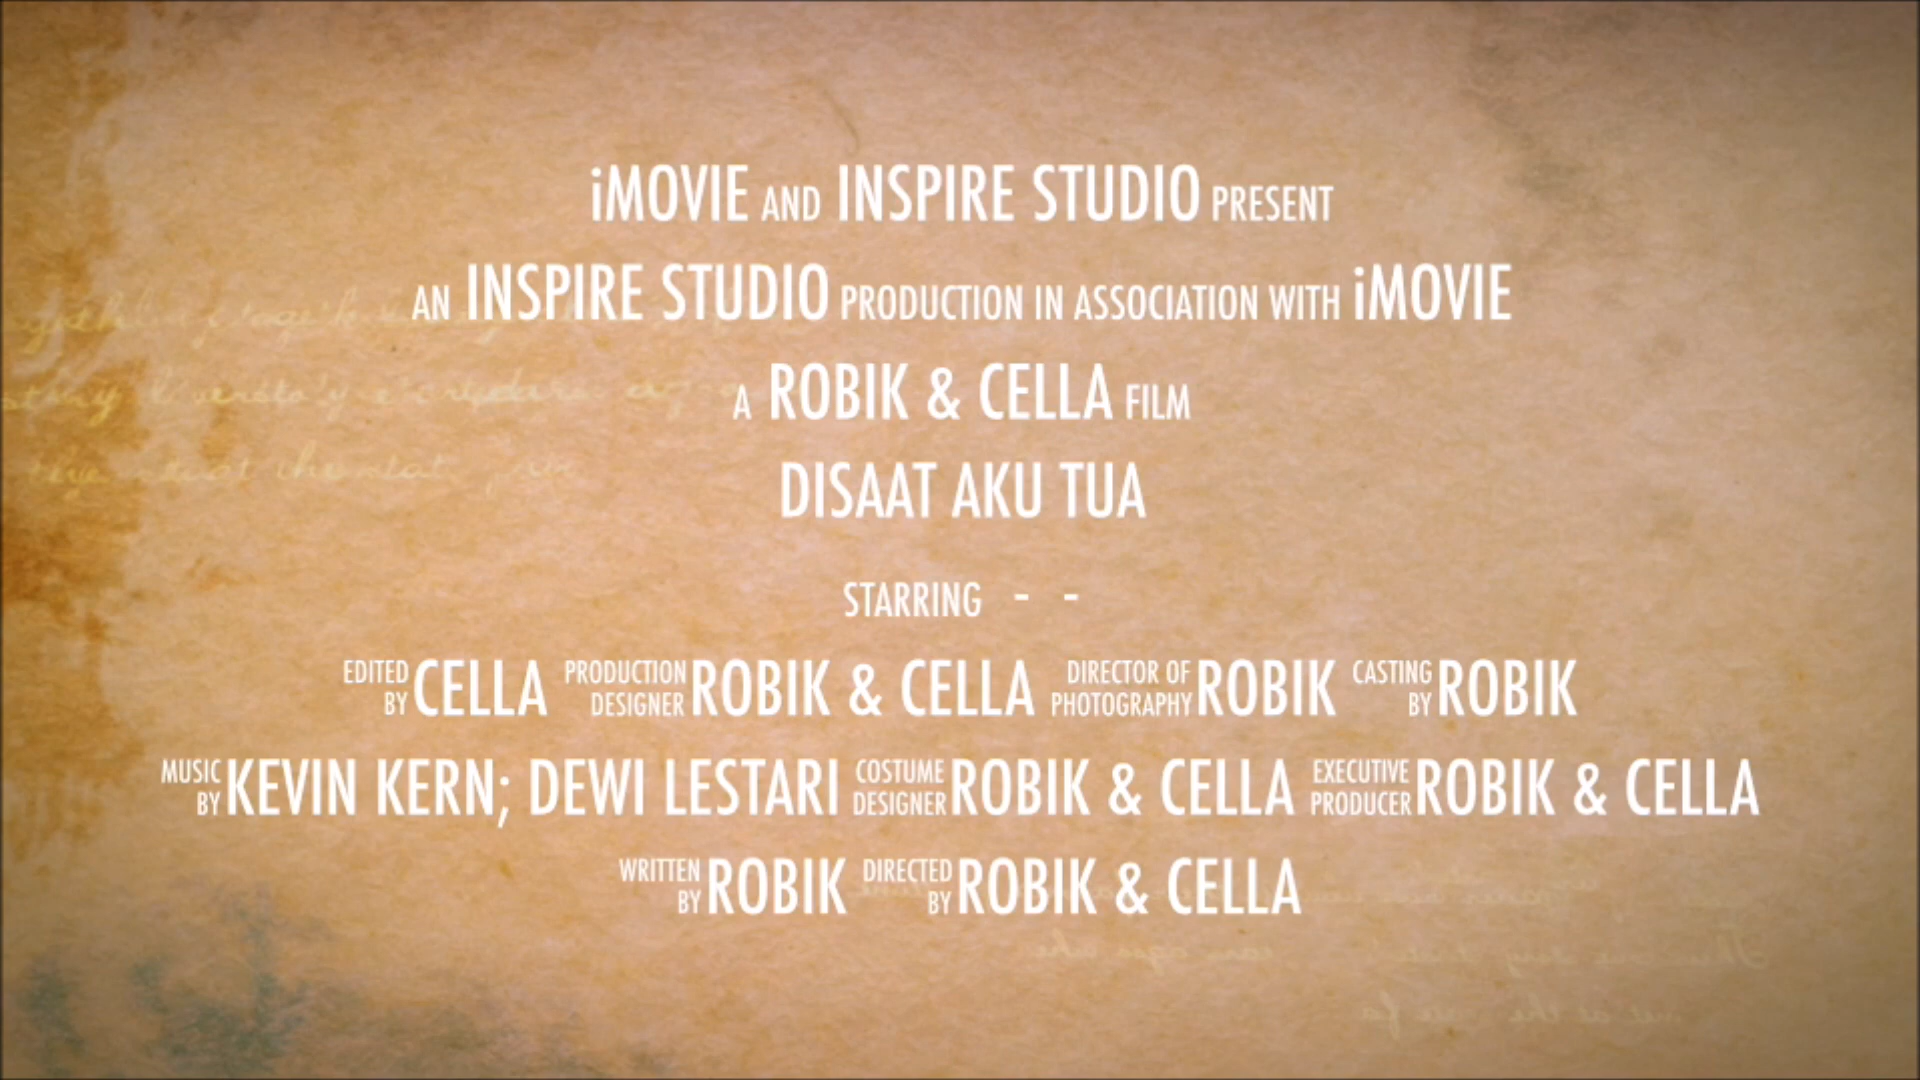 iMOVIE AND INSPIRE STUDIO PRESENT
AN INSPIRE STUDIO PRODUCTION IN ASSOCIATION WITH iMOVIE
A ROBIK & CELLA FILM
DISAAT AKU TUA
STARRING - -
EDITED BY CELLA PRODUCTION DESIGNER ROBIK & CELLA DIRECTOR OF PHOTOGRAPHY ROBIK CASTING BY ROBIK
MUSIC BY KEVIN KERN; DEWI LESTARI COSTUME DESIGNER ROBIK & CELLA EXECUTIVE PRODUCER ROBIK & CELLA
WRITTEN BY ROBIK DIRECTED BY ROBIK & CELLA